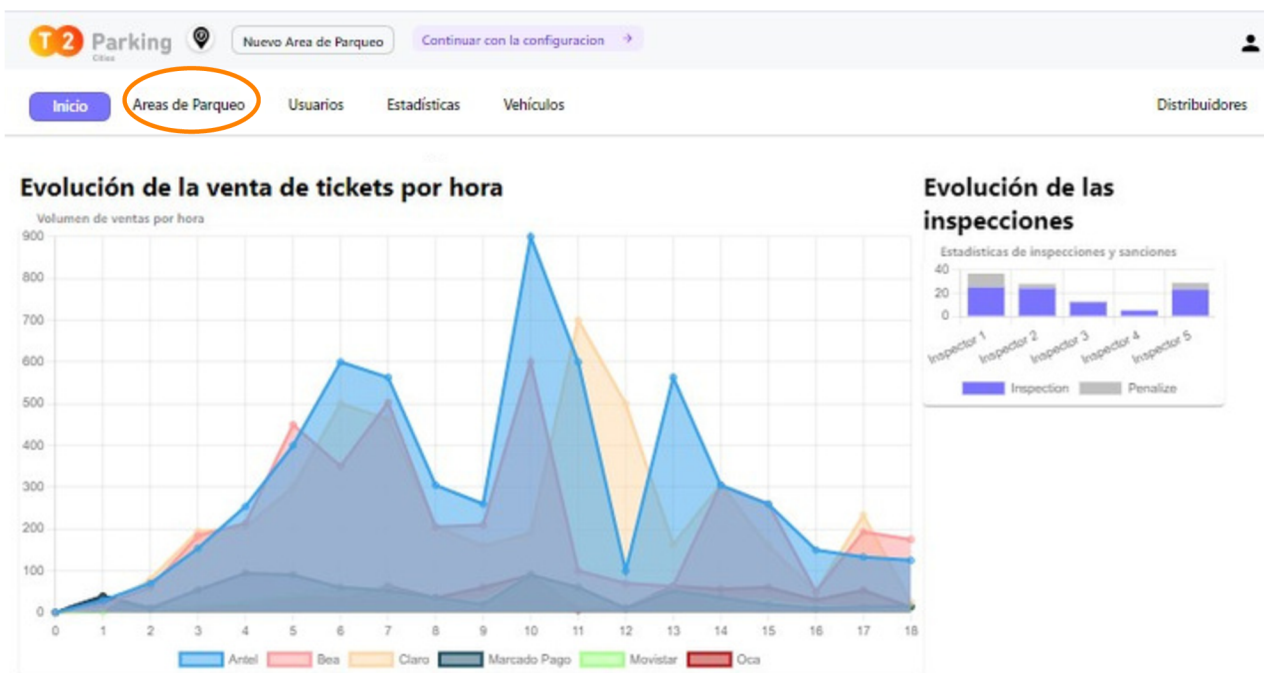 T2 Parking
Cities
Nuevo Area de Parqueo
Continuar con la configuracion →
Inicio
Areas de Parqueo
Usuarios
Estadísticas
Vehículos
Distribuidores
Evolución de la venta de tickets por hora
Volumen de ventas por hora
900
800
700
600
500
400
300
200
100
0
0 1 2 3 4 5 6 7 8 9 10 11 12 13 14 15 16 17 18
Antel Bea Claro Marcado Pago Movistar Oca
Evolución de las
inspecciones
Estadísticas de inspecciones y sanciones
40
20
0
Inspector 1 Inspector 2 Inspector 3 Inspector 4 Inspector 5
Inspection Penalize